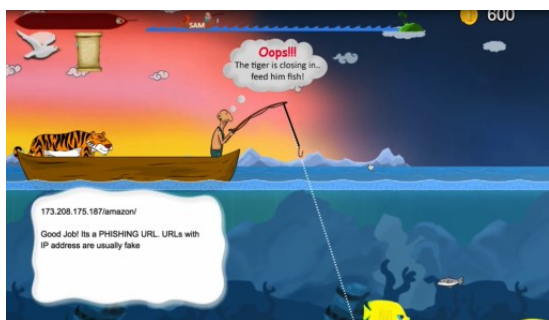 SAM
600
Oops!!!
The tiger is closing in..
feed him fish!
173.208.175.187/amazon/
Good Job! Its a PHISHING URL. URLs with
IP address are usually fake